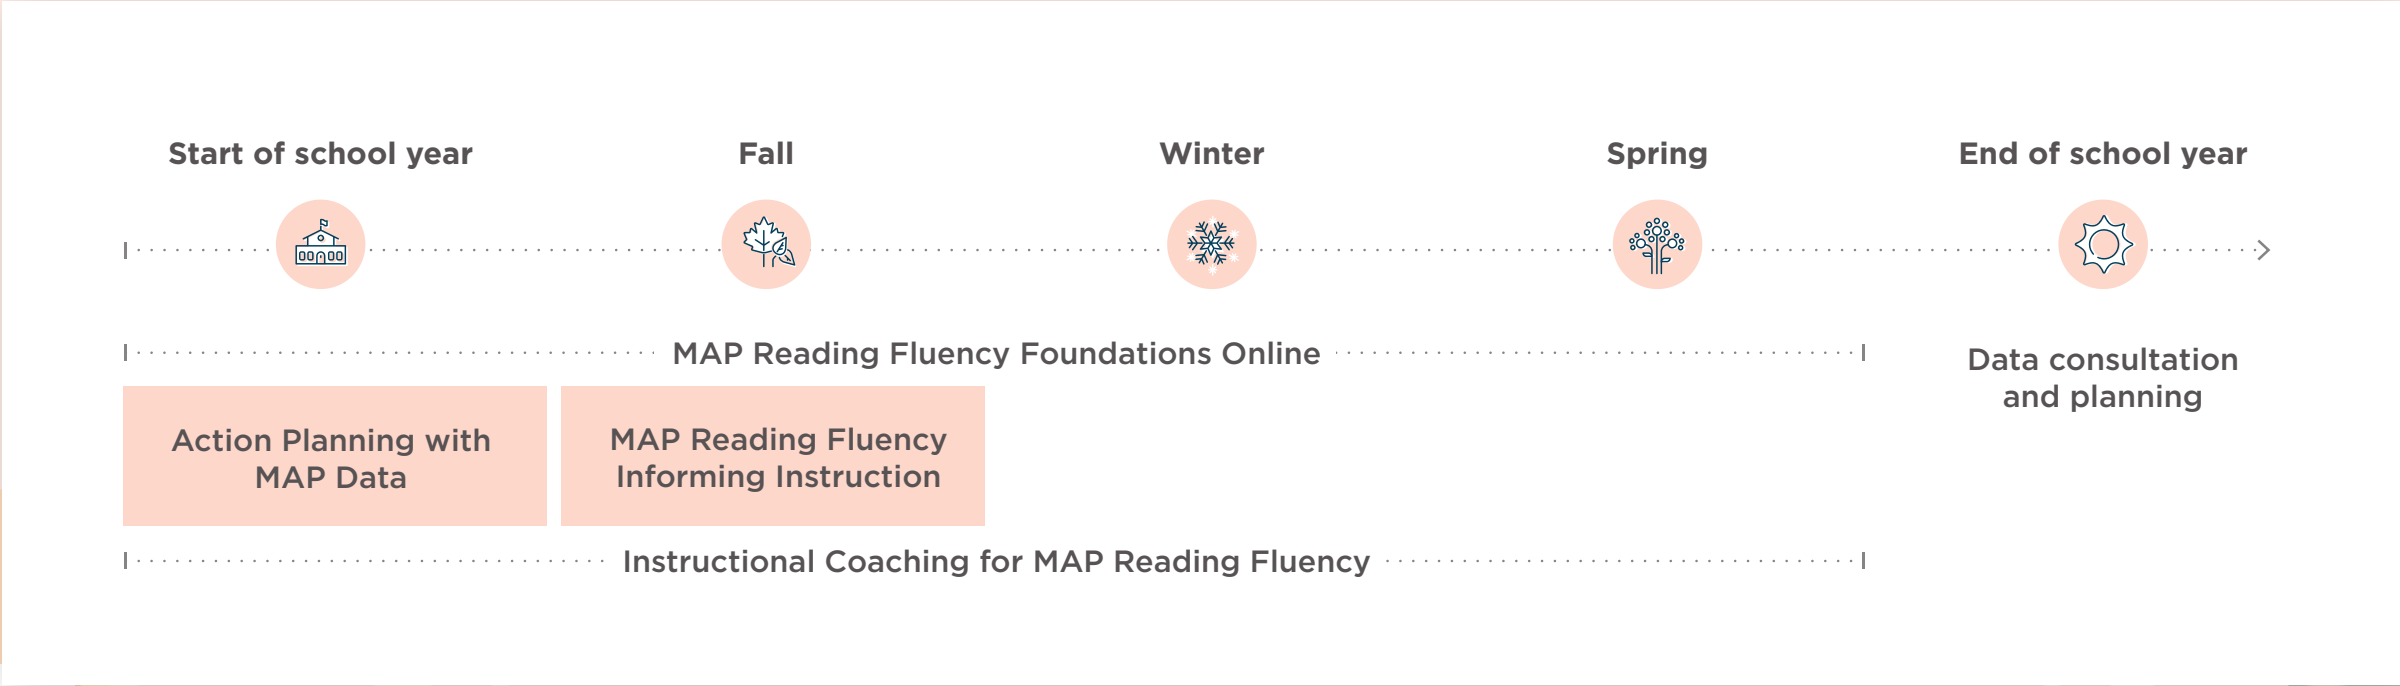 Start of school year
Fall
Winter
Spring
End of school year
MAP Reading Fluency Foundations Online
Data consultation
and planning
Action Planning with
MAP Data
MAP Reading Fluency
Informing Instruction
Instructional Coaching for MAP Reading Fluency